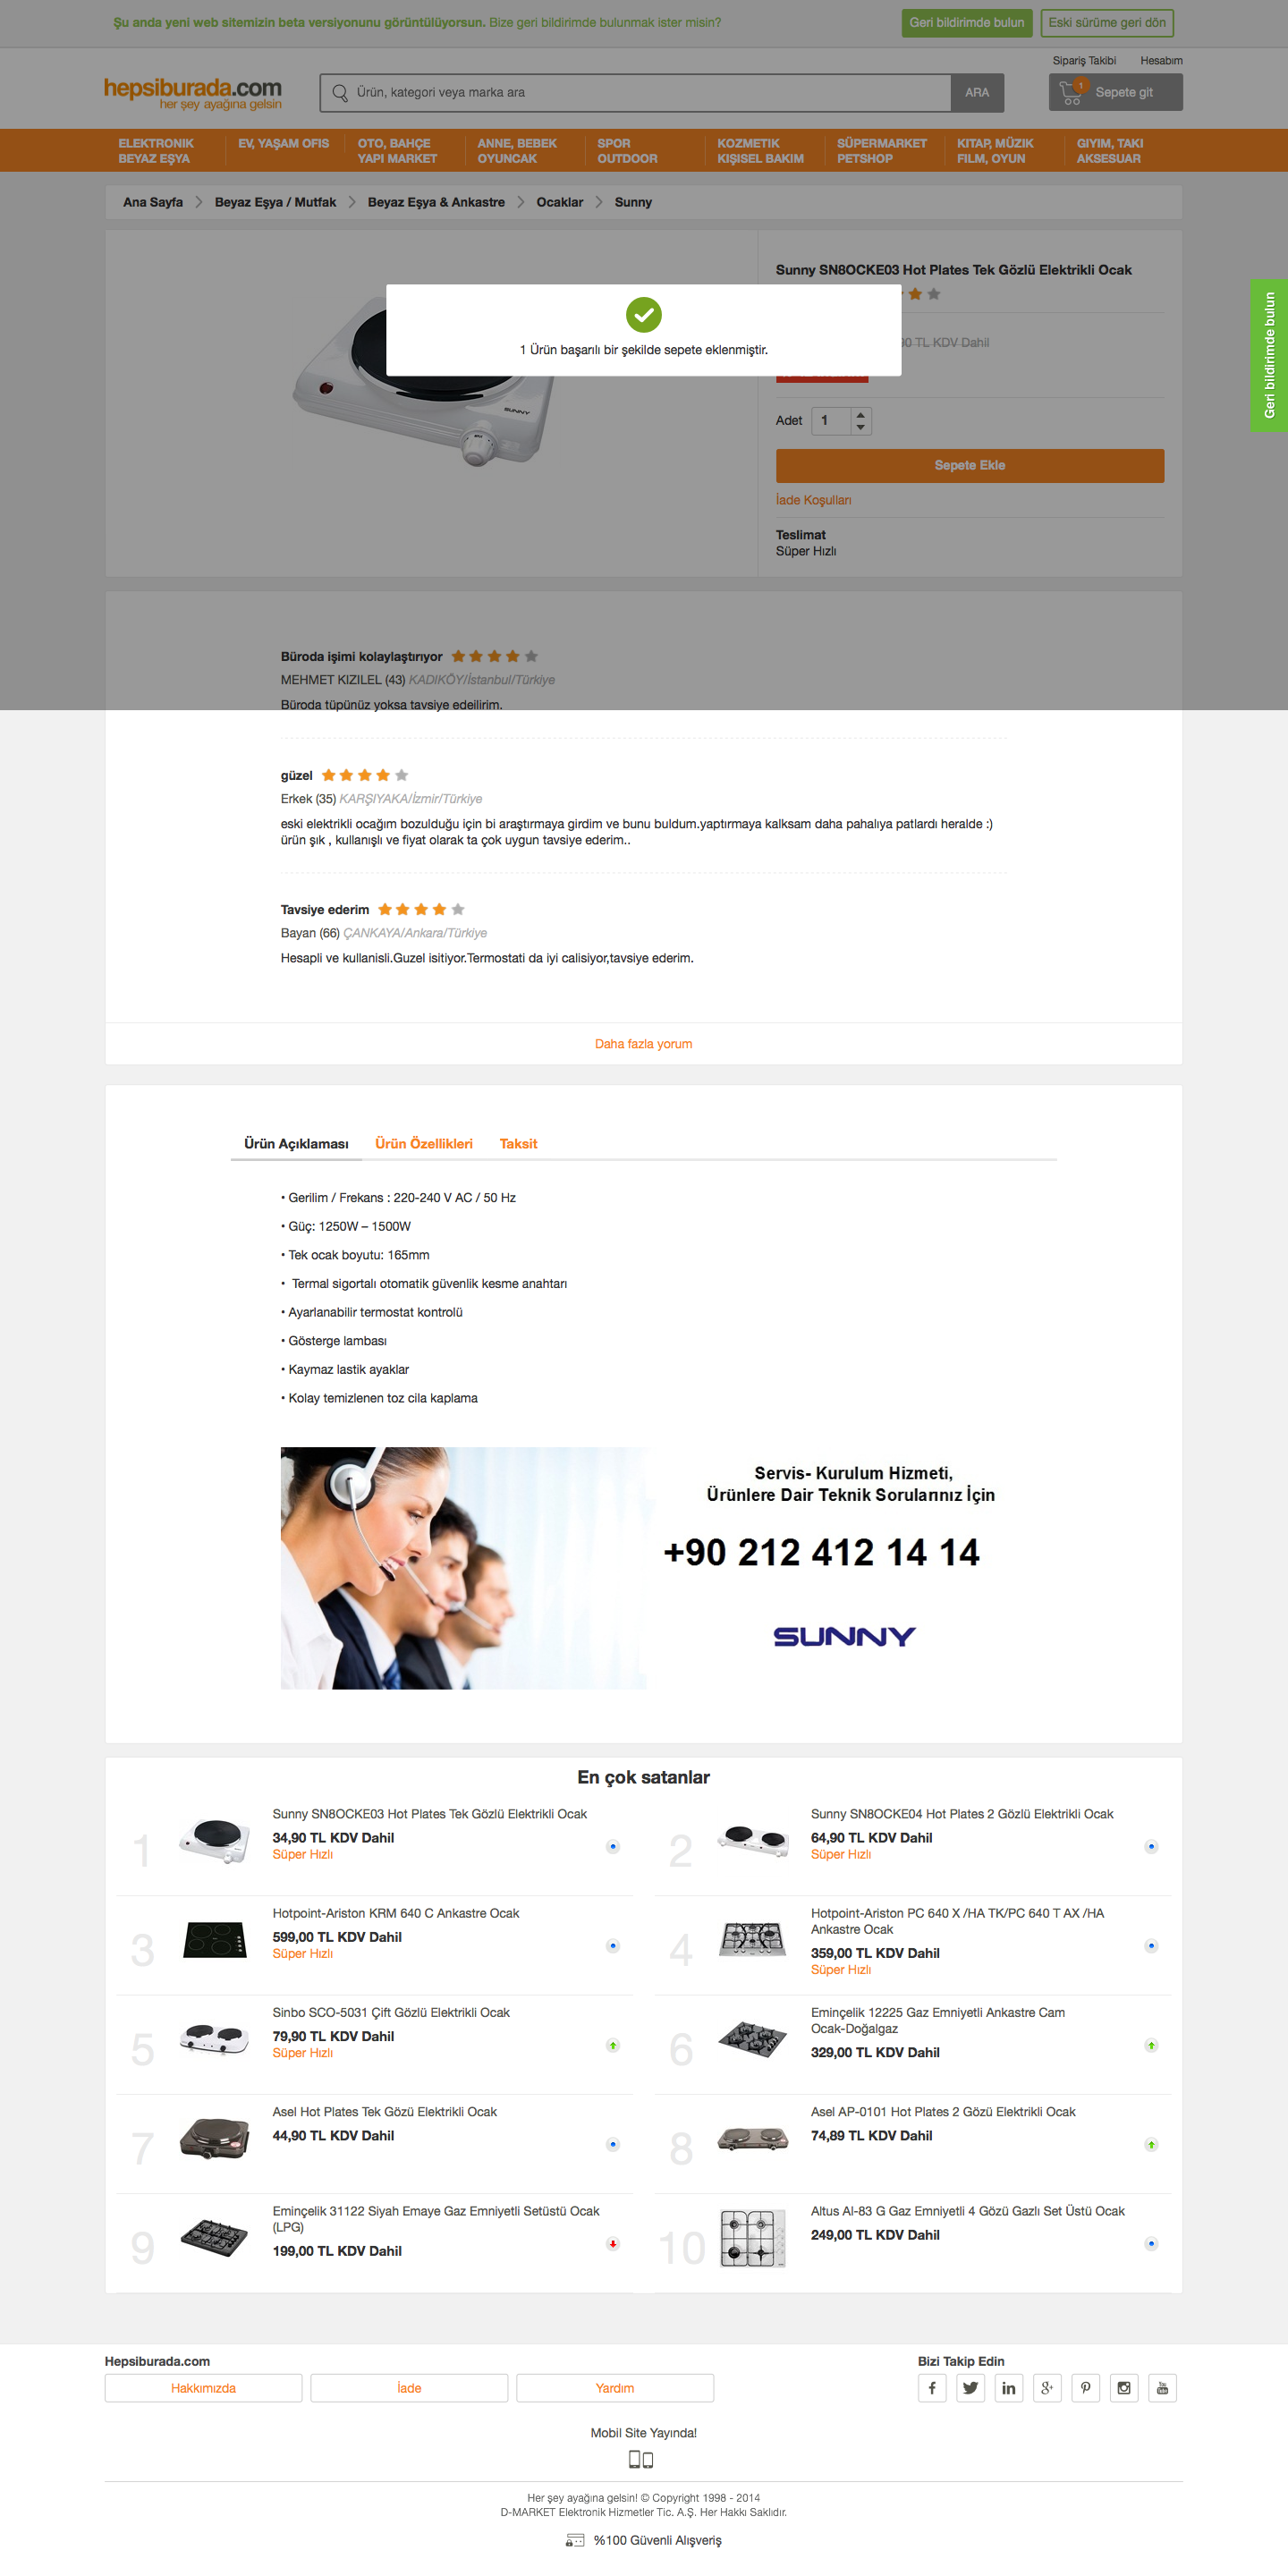 Şu anda yeni web sitemizin beta versiyonunu görüntülüyorsun. Bize geri bildirimde bulunmak ister misin?
Geri bildirimde bulun
Eski sürüme geri dön
Sipariş Takibi
Hesabım
hepsiburada.com
her şey ayağına gelsin
Ürün, kategori veya marka ara
ARA
1
Sepete git
ELEKTRONIK
BEYAZ EŞYA
EV, YAŞAM OFIS
OTO, BAHÇE
YAPI MARKET
ANNE, BEBEK
OYUNCAK
SPOR
OUTDOOR
KOZMETIK
KIŞISEL BAKIM
SÜPERMARKET
PETSHOP
KITAP, MÜZIK
FILM, OYUN
GIYIM, TAKI
AKSESUAR
Ana Sayfa
Beyaz Eşya / Mutfak
Beyaz Eşya & Ankastre
Ocaklar
Sunny
Sunny SN8OCKE03 Hot Plates Tek Gözlü Elektrikli Ocak
1 Ürün başarılı bir şekilde sepete eklenmiştir.
90 TL KDV Dahil
SUNNY
Geri bildirimde bulun
Adet
1
Sepete Ekle
İade Koşulları
Teslimat
Süper Hızlı
Büroda işimi kolaylaştırıyor
MEHMET KIZILEL (43) KADIKÖY/İstanbul/Türkiye
Büroda tüpünüz yoksa tavsiye edeilirim.
güzel
Erkek (35) KARŞIYAKA/İzmir/Türkiye
eski elektrikli ocağım bozulduğu için bi araştırmaya girdim ve bunu buldum.yaptırmaya kalksam daha pahalıya patlardı heralde :)
ürün şık , kullanışlı ve fiyat olarak ta çok uygun tavsiye ederim..
Tavsiye ederim
Bayan (66) ÇANKAYA/Ankara/Türkiye
Hesapli ve kullanisli.Guzel isitiyor.Termostati da iyi calisiyor,tavsiye ederim.
Daha fazla yorum
Ürün Açıklaması
Ürün Özellikleri
Taksit
• Gerilim / Frekans : 220-240 V AC / 50 Hz
• Güç: 1250W – 1500W
• Tek ocak boyutu: 165mm
• Termal sigortalı otomatik güvenlik kesme anahtarı
• Ayarlanabilir termostat kontrolü
• Gösterge lambası
• Kaymaz lastik ayaklar
• Kolay temizlenen toz cila kaplama
Servis- Kurulum Hizmeti,
Ürünlere Dair Teknik Sorularınız İçin
+90 212 412 14 14
SUNNY
En çok satanlar
1
Sunny SN8OCKE03 Hot Plates Tek Gözlü Elektrikli Ocak
34,90 TL KDV Dahil
Süper Hızlı
2
Sunny SN8OCKE04 Hot Plates 2 Gözlü Elektrikli Ocak
64,90 TL KDV Dahil
Süper Hızlı
3
Hotpoint-Ariston KRM 640 C Ankastre Ocak
599,00 TL KDV Dahil
Süper Hızlı
4
Hotpoint-Ariston PC 640 X /HA TK/PC 640 T AX /HA
Ankastre Ocak
359,00 TL KDV Dahil
Süper Hızlı
5
Sinbo SCO-5031 Çift Gözlü Elektrikli Ocak
79,90 TL KDV Dahil
Süper Hızlı
6
Eminçelik 12225 Gaz Emniyetli Ankastre Cam
Ocak-Doğalgaz
329,00 TL KDV Dahil
7
Asel Hot Plates Tek Gözü Elektrikli Ocak
44,90 TL KDV Dahil
8
Asel AP-0101 Hot Plates 2 Gözü Elektrikli Ocak
74,89 TL KDV Dahil
9
Eminçelik 31122 Siyah Emaye Gaz Emniyetli Setüstü Ocak
(LPG)
199,00 TL KDV Dahil
10
Altus Al-83 G Gaz Emniyetli 4 Gözü Gazlı Set Üstü Ocak
249,00 TL KDV Dahil
Hepsiburada.com
Hakkımızda
İade
Yardım
Bizi Takip Edin
Mobil Site Yayında!
Her şey ayağına gelsin! © Copyright 1998 - 2014
D-MARKET Elektronik Hizmetler Tic. A.Ş. Her Hakkı Saklıdır.
%100 Güvenli Alışveriş